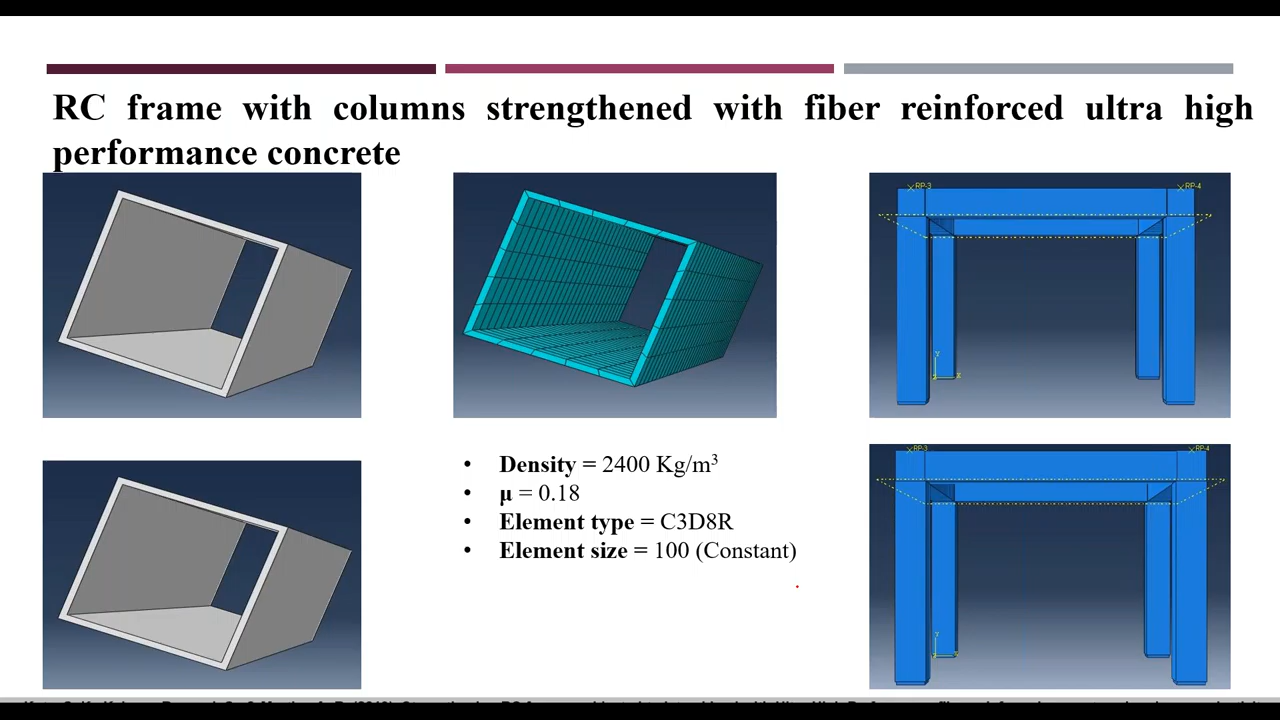 RC frame with columns strengthened with fiber reinforced ultra high
performance concrete
RP-3
RP-4
Y
X
• Density = 2400 Kg/m³
• μ = 0.18
• Element type = C3D8R
• Element size = 100 (Constant)
RP-3
RP-4
Y